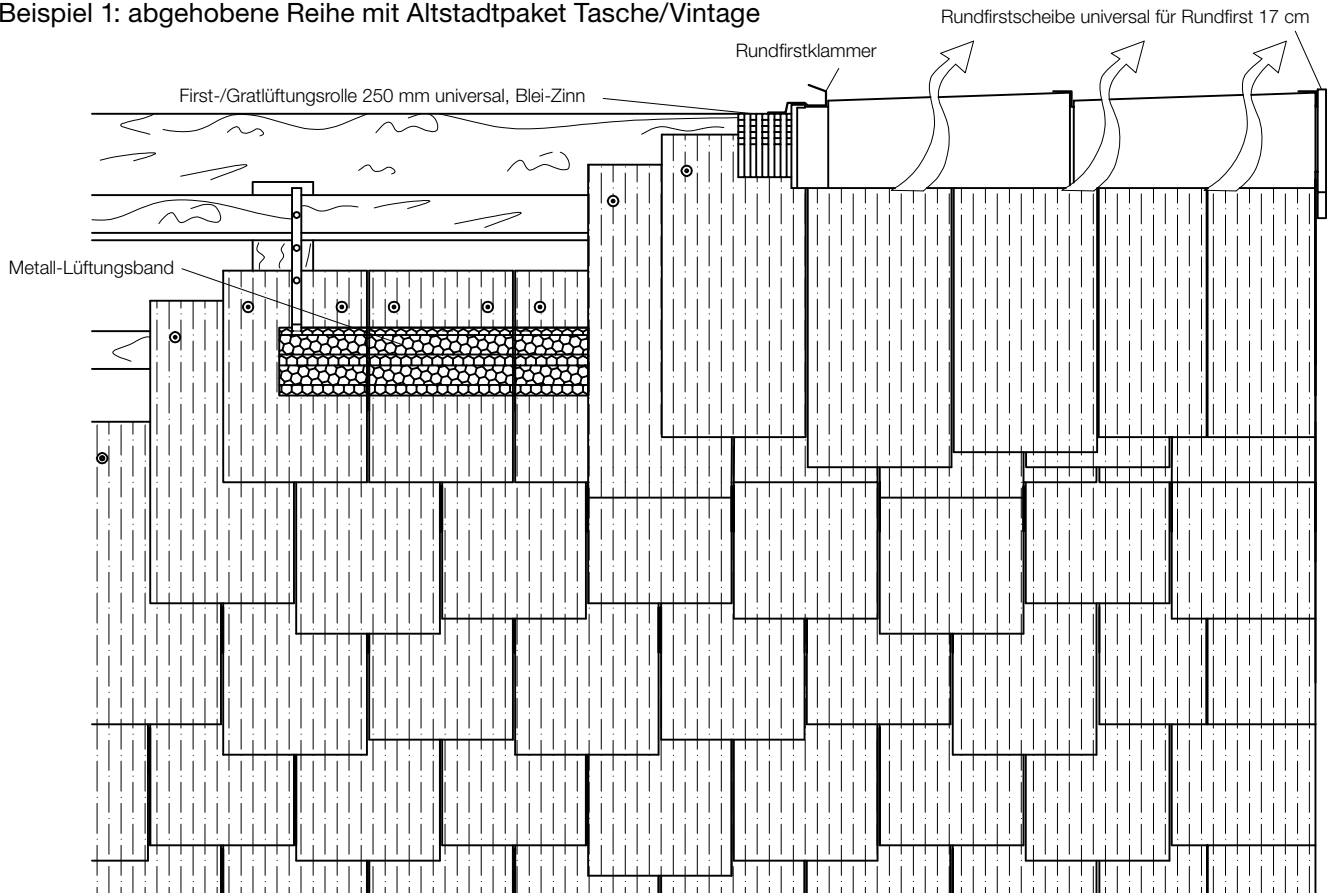 Beispiel 1: abgehobene Reihe mit Altstadtpaket Tasche/Vintage
Rundfirstscheibe universal für Rundfirst 17 cm
Rundfirstklammer
First-/Gratlüftungsrolle 250 mm universal, Blei-Zinn
Metall-Lüftungsband